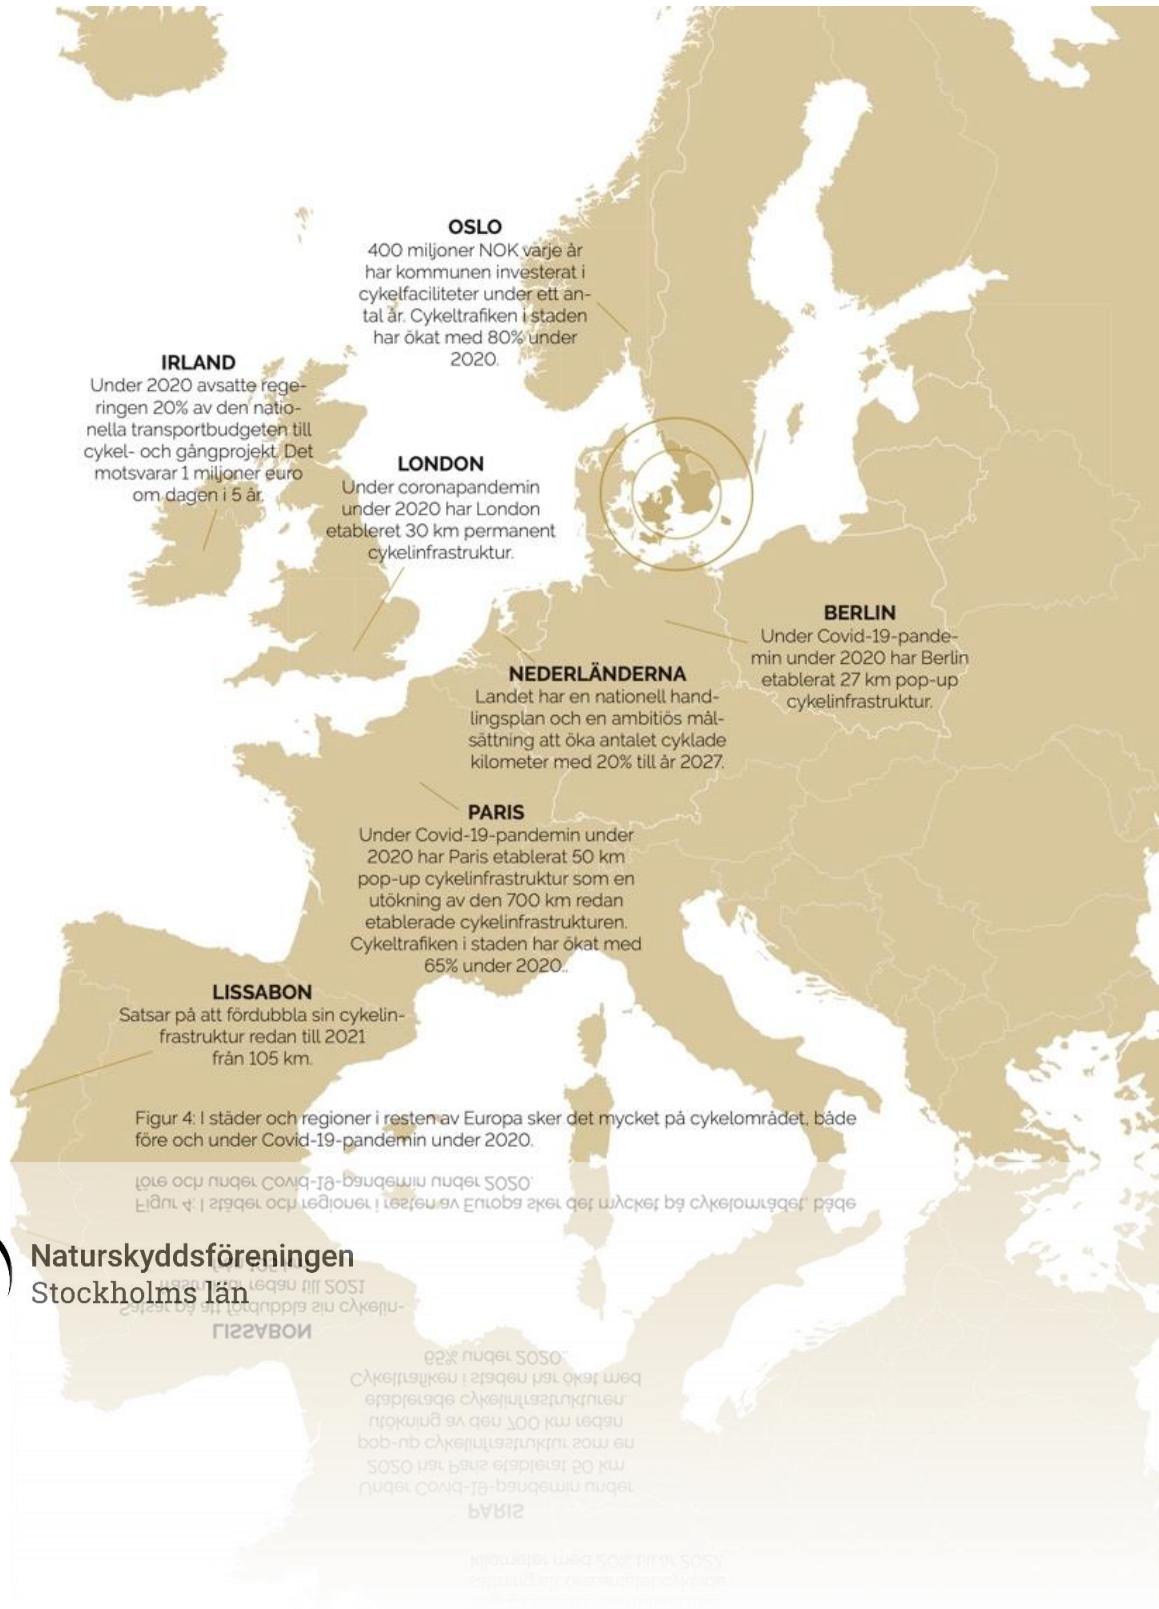 OSLO
400 miljoner NOK varje år
har kommunen investerat i
cykelfaciliteter under ett an-
tal år. Cykeltrafiken i staden
har ökat med 80% under
2020.
IRLAND
Under 2020 avsatte rege-
ringen 20% av den natio-
nella transportbudgeten till
cykel- och gångprojekt. Det
motsvarar 1 miljoner euro
om dagen i 5 år.
LONDON
Under coronapandemin
under 2020 har London
etableret 30 km permanent
cykelinfrastruktur.
BERLIN
Under Covid-19-pande-
min under 2020 har Berlin
etablerat 27 km pop-up
cykelinfrastruktur.
NEDERLÄNDERNA
Landet har en nationell hand-
lingsplan och en ambitiös mål-
sättning att öka antalet cyklade
kilometer med 20% till år 2027.
PARIS
Under Covid-19-pandemin under
2020 har Paris etablerat 50 km
pop-up cykelinfrastruktur som en
utökning av den 700 km redan
etablerade cykelinfrastrukturen.
Cykeltrafiken i staden har ökat med
65% under 2020..
LISSABON
Satsar på att fördubbla sin cykelin-
frastruktur redan till 2021
från 105 km.
Figur 4: I städer och regioner i resten av Europa sker det mycket på cykelområdet, både
före och under Covid-19-pandemin under 2020.
Naturskyddsföreningen
Stockholms län